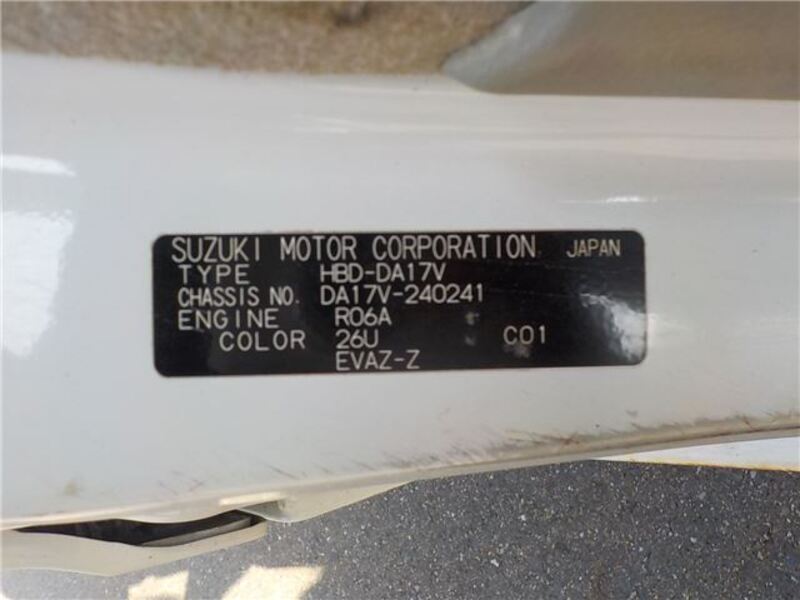 SUZUKI MOTOR CORPORATION JAPAN
TYPE HBD-DA17V
CHASSIS NO. DA17V-240241
ENGINE R06A
COLOR 26U C01
EVAZ-Z